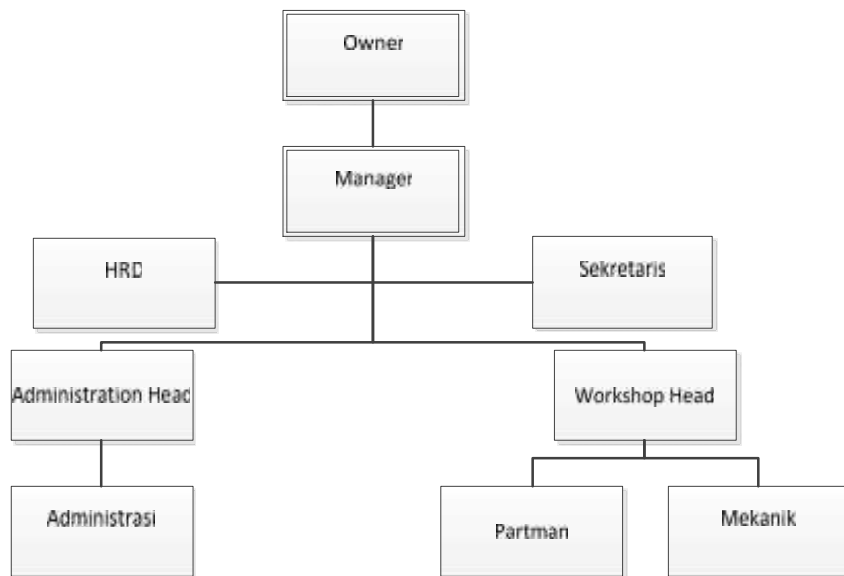 Owner
Manager
HRD
Sekretaris
Administration Head
Workshop Head
Administrasi
Partman
Mekanik